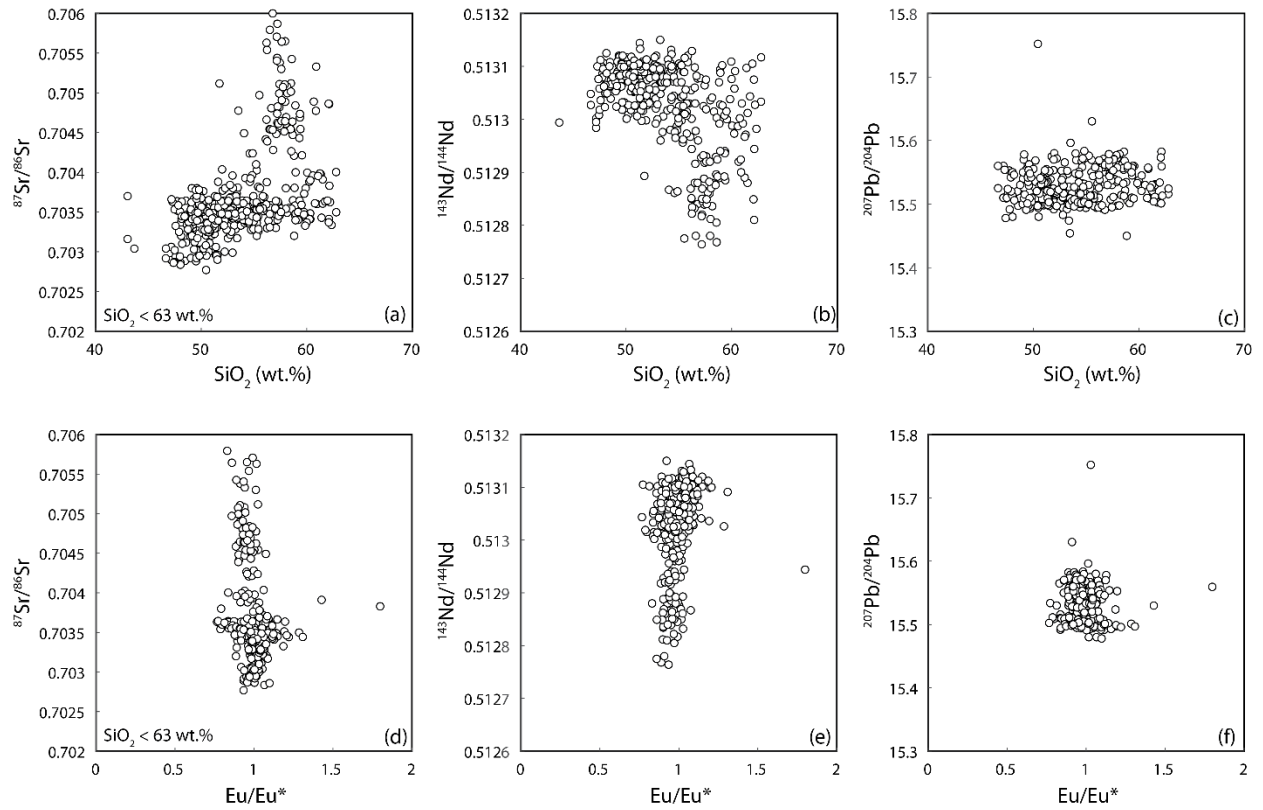 0.706
0.7055
0.705
0.7045
0.704
0.7035
0.703
0.7025
0.702
⁸⁷Sr/⁸⁶Sr
SiO₂ < 63 wt.%
(a)
40 50 60 70
SiO₂ (wt.%)
0.5132
0.5131
0.513
0.5129
0.5128
0.5127
0.5126
¹⁴³Nd/¹⁴⁴Nd
(b)
40 50 60 70
SiO₂ (wt.%)
15.8
15.7
15.6
15.5
15.4
15.3
²⁰⁷Pb/²⁰⁴Pb
(c)
40 50 60 70
SiO₂ (wt.%)
0.706
0.7055
0.705
0.7045
0.704
0.7035
0.703
0.7025
0.702
⁸⁷Sr/⁸⁶Sr
SiO₂ < 63 wt.%
(d)
0 0.5 1 1.5 2
Eu/Eu*
0.5132
0.5131
0.513
0.5129
0.5128
0.5127
0.5126
¹⁴³Nd/¹⁴⁴Nd
(e)
0 0.5 1 1.5 2
Eu/Eu*
15.8
15.7
15.6
15.5
15.4
15.3
²⁰⁷Pb/²⁰⁴Pb
(f)
0 0.5 1 1.5 2
Eu/Eu*